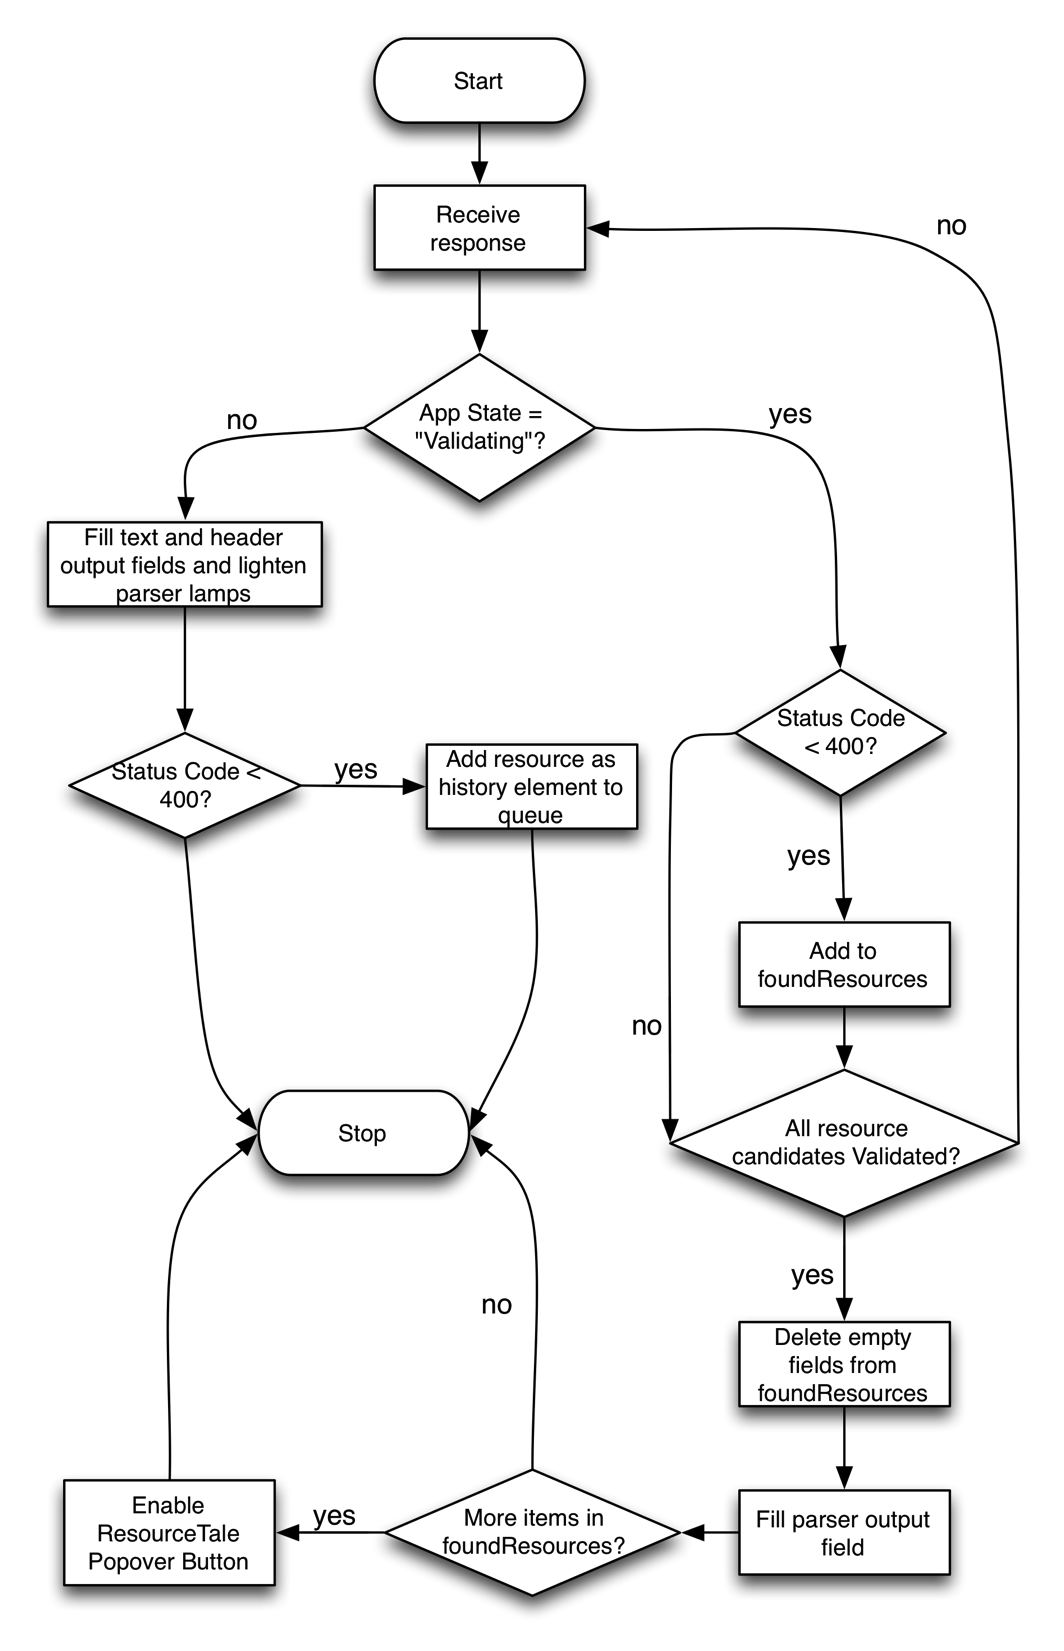 Start
Receive
response
no
App State =
"Validating"?
no
yes
Fill text and header
output fields and lighten
parser lamps
Status Code
< 400?
Status Code <
400?
yes
Add resource as
history element to
queue
yes
Add to
foundResources
no
Stop
All resource
candidates Validated?
yes
no
Delete empty
fields from
foundResources
Enable
ResourceTale
Popover Button
yes
More items in
foundResources?
Fill parser output
field